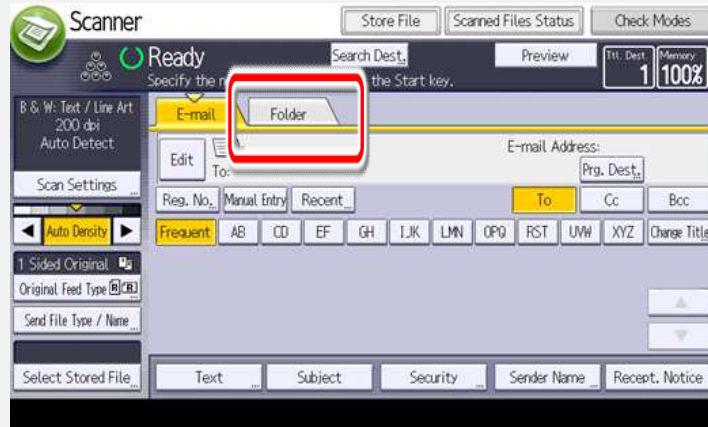 Scanner
Store File
Scanned Files Status
Check Modes
Ready
Search Dest.
Preview
Ttl. Dest.
1
Memory
100%
Specify the
the Start key.
B & W: Text / Line Art
200 dpi
Auto Detect
Scan Settings
Auto Density
1 Sided Original
Original Feed Type
Send File Type / Name
Select Stored File
E-mail
Folder
Edit
To:
E-mail Address:
Prg. Dest.
Reg. No.
Manual Entry
Recent
To
Cc
Bcc
Frequent
AB
CD
EF
GH
IJK
LMN
OPQ
RST
UVW
XYZ
Change Title
Text
Subject
Security
Sender Name
Recept. Notice